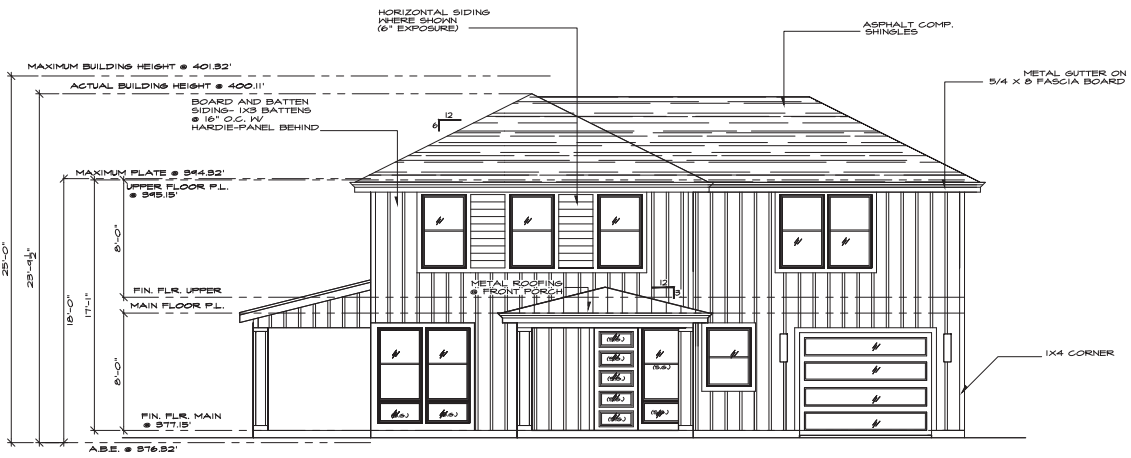 HORIZONTAL SIDING
WHERE SHOWN
(6" EXPOSURE)
ASPHALT COMP.
SHINGLES
MAXIMUM BUILDING HEIGHT @ 401.32'
ACTUAL BUILDING HEIGHT @ 400.11'
METAL GUTTER ON
5/4 X 8 FASCIA BOARD
BOARD AND BATTEN
SIDING- 1X3 BATTENS
@ 16" O.C. W/
HARDIE-PANEL BEHIND
12
6
MAXIMUM PLATE @ 394.32'
UPPER FLOOR P.L.
@ 395.15'
25'-0"
23'-9½"
18'-0"
17'-1"
8'-0"
FIN. FLR. UPPER
MAIN FLOOR P.L.
METAL ROOFING
@ FRONT PORCH
12
3
8'-0"
(S.G.)
(S.G.)
(S.G.)
(S.G.)
(S.G.)
(S.G.)
(S.G.)
(S.G.)
(S.G.)
1X4 CORNER
FIN. FLR. MAIN
@ 377.15'
A.B.E. @ 376.32'